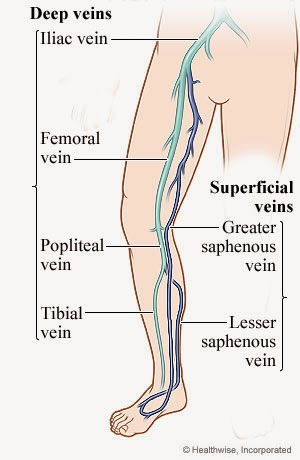 Deep veins
Iliac vein
Femoral
vein
Popliteal
vein
Tibial
vein
Superficial
veins
Greater
saphenous
vein
Lesser
saphenous
vein
© Healthwise, Incorporated